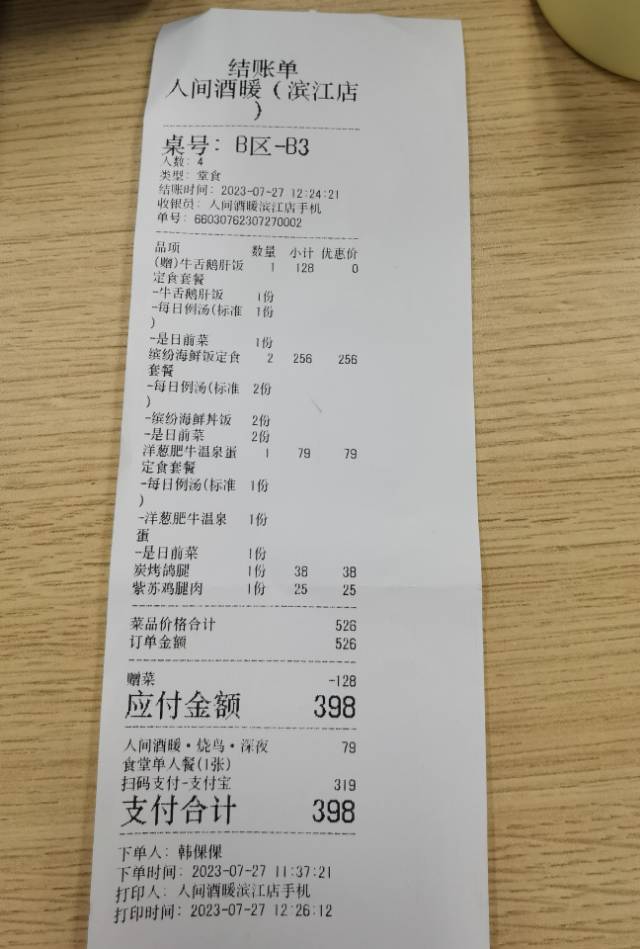 结账单
人间酒暖（滨江店
）
桌号: B区-B3
人数: 4
类型: 堂食
结账时间: 2023-07-27 12:24:21
收银员: 人间酒暖滨江店手机
单号: 66030762307270002
品项 数量 小计 优惠价
(赠)牛舌鹅肝饭 1 128 0
定食套餐
-牛舌鹅肝饭 1份
-每日例汤(标准 1份
)
-是日前菜 1份
缤纷海鲜饭定食 2 256 256
套餐
-每日例汤(标准 2份
)
-缤纷海鲜丼饭 2份
-是日前菜 2份
洋葱肥牛温泉蛋 1 79 79
定食套餐
-每日例汤(标准 1份
)
-洋葱肥牛温泉 1份
蛋
-是日前菜 1份
炭烤鸽腿 1份 38 38
紫苏鸡腿肉 1份 25 25
菜品价格合计 526
订单金额 526
赠菜 -128
应付金额 398
人间酒暖·烧鸟·深夜 79
食堂单人餐(1张)
扫码支付-支付宝 319
支付合计 398
下单人: 韩倮倮
下单时间: 2023-07-27 11:37:21
打印人: 人间酒暖滨江店手机
打印时间: 2023-07-27 12:26:12